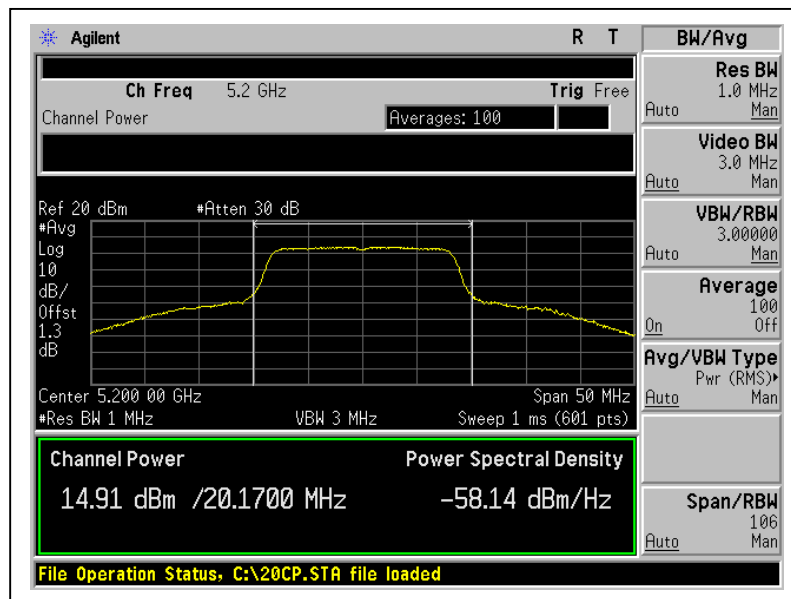 Agilent R T
Ch Freq 5.2 GHz Trig Free
Channel Power Averages: 100
Ref 20 dBm #Atten 30 dB
#Avg
Log
10
dB/
Offst
1.3
dB
Center 5.200 00 GHz Span 50 MHz
#Res BW 1 MHz VBW 3 MHz Sweep 1 ms (601 pts)
Channel Power Power Spectral Density
14.91 dBm /20.1700 MHz -58.14 dBm/Hz
File Operation Status, C:\20CP.STA file loaded
BW/Avg
Res BW
1.0 MHz
Auto Man
Video BW
3.0 MHz
Auto Man
VBW/RBW
3.00000
Auto Man
Average
100
On Off
Avg/VBW Type
Pwr (RMS)▸
Auto Man
Span/RBW
106
Auto Man